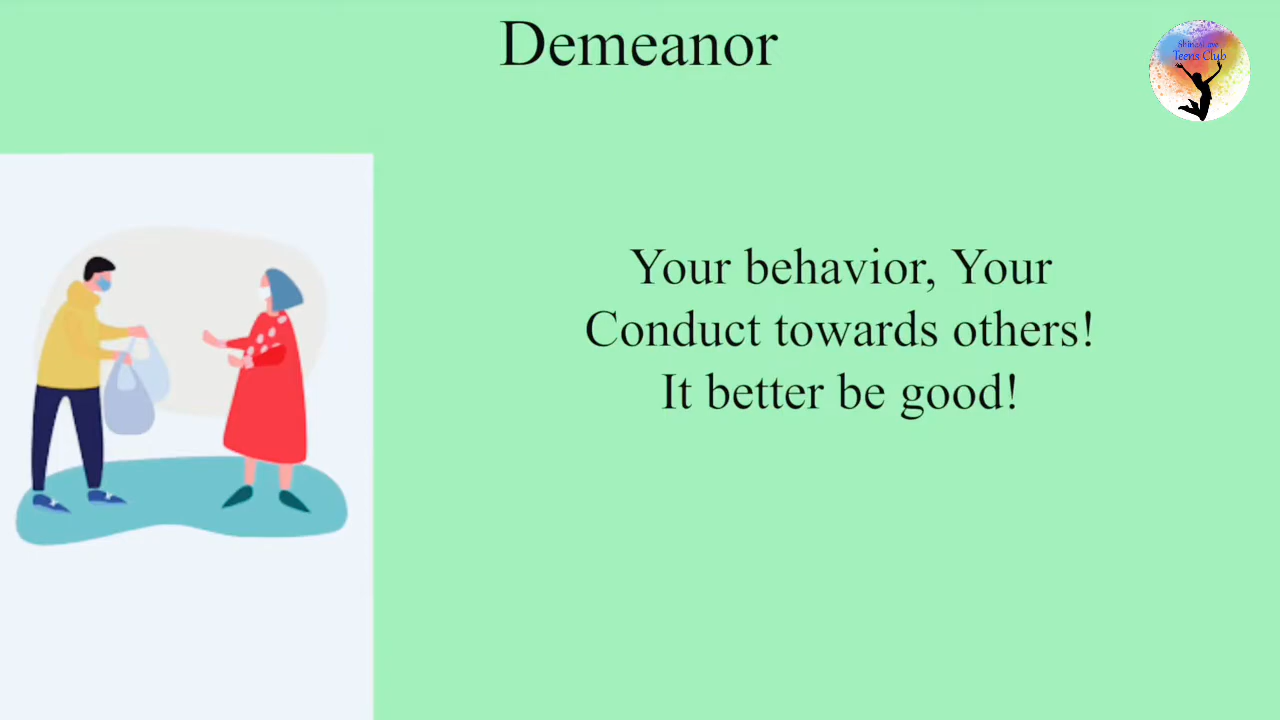 Demeanor
Teens Club
Your behavior, Your
Conduct towards others!
It better be good!